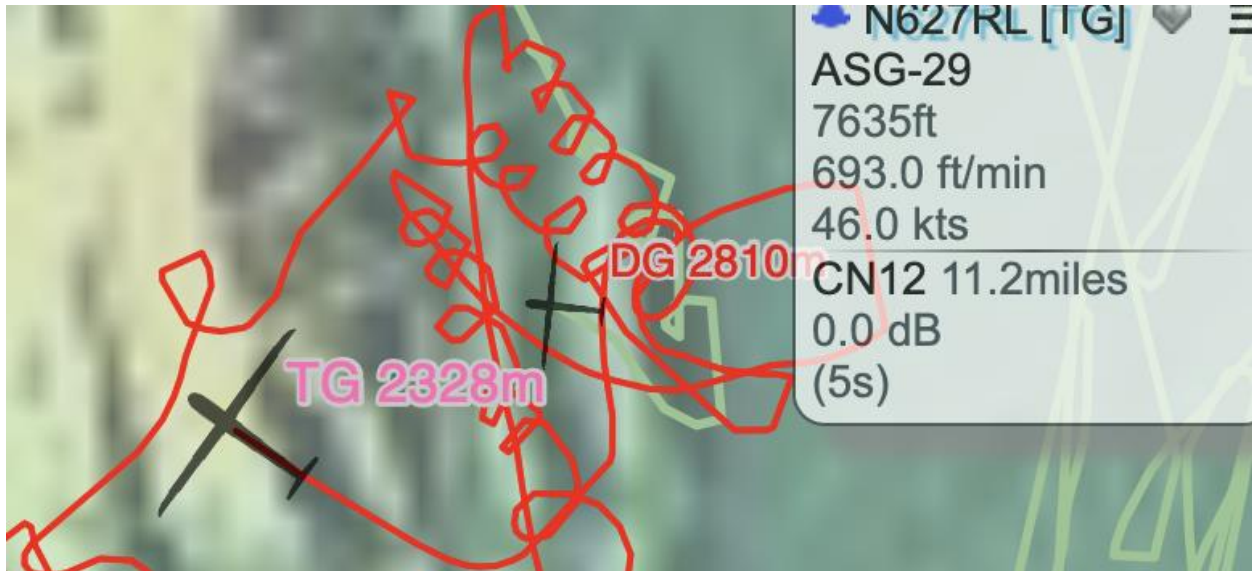 N627RL [TG]
ASG-29
7635ft
693.0 ft/min
46.0 kts
CN12 11.2miles
0.0 dB
(5s)
DG 2810m
TG 2328m